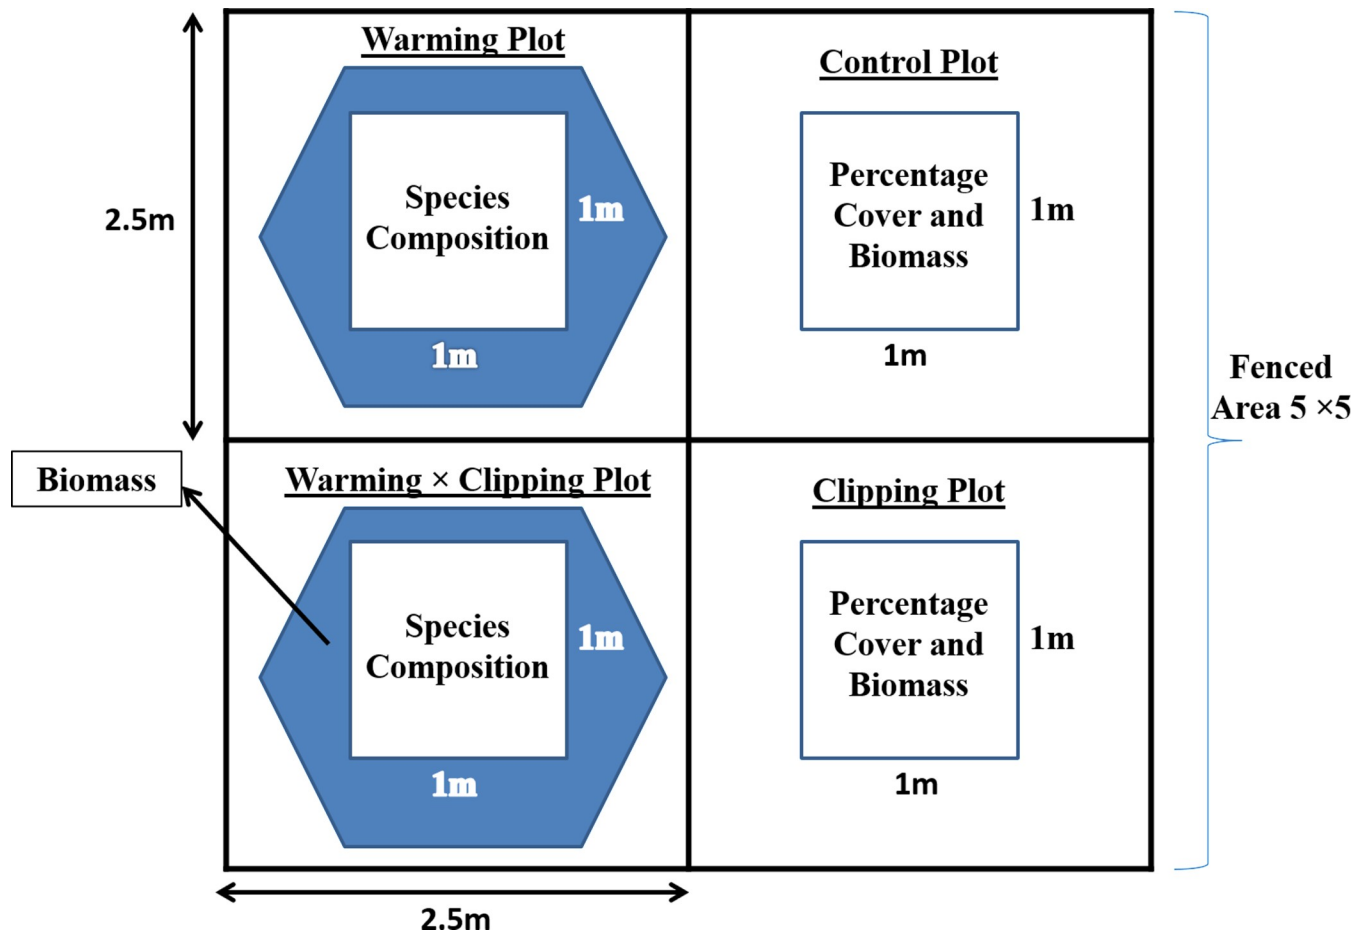 Warming Plot
Species
Composition
1m
1m
2.5m
Control Plot
Percentage
Cover and
Biomass
1m
1m
Fenced
Area 5 ×5
Biomass
Warming × Clipping Plot
Species
Composition
1m
1m
2.5m
Clipping Plot
Percentage
Cover and
Biomass
1m
1m